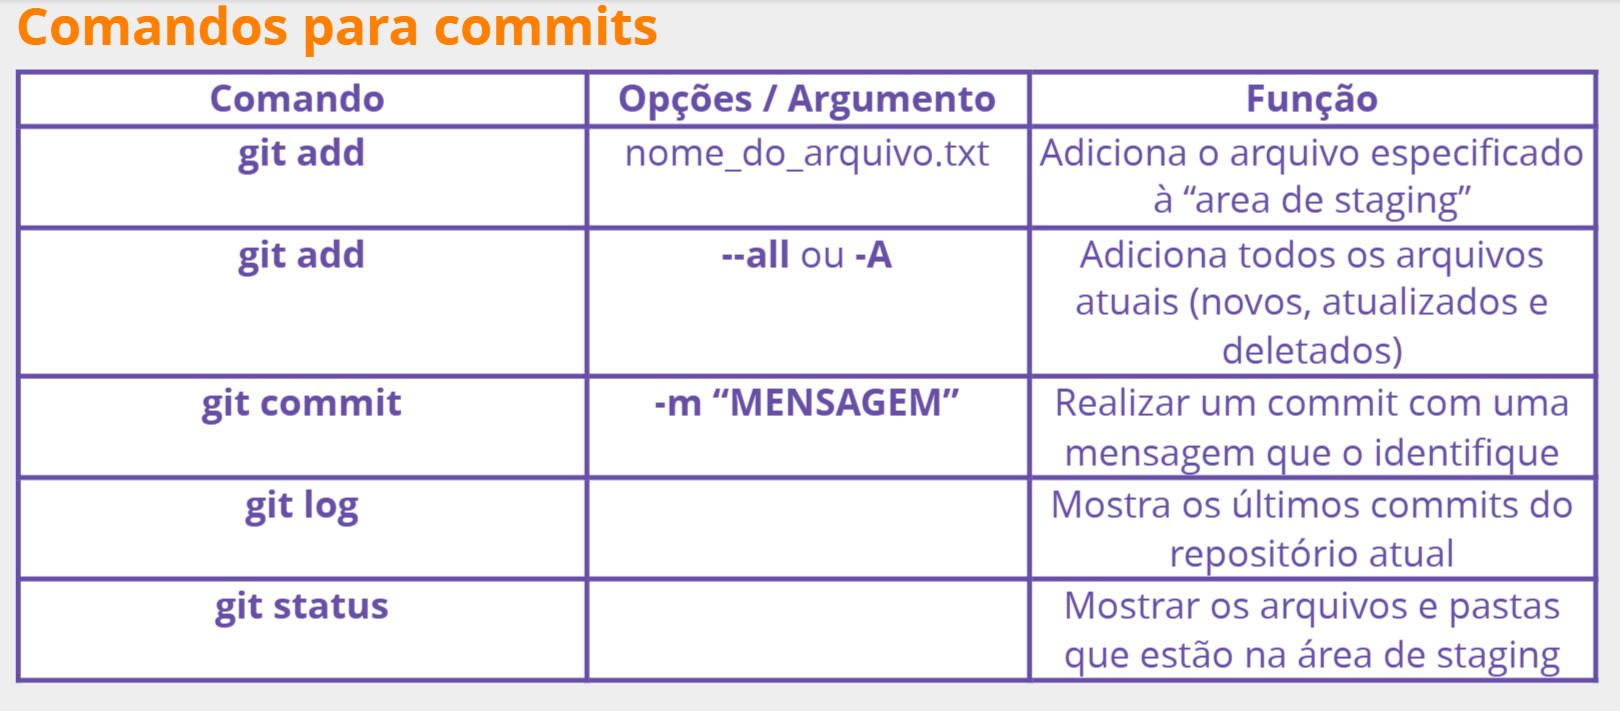 Comandos para commits
Comando Opções / Argumento Função
git add nome_do_arquivo.txt Adiciona o arquivo especificado
à “area de staging”
git add --all ou -A Adiciona todos os arquivos
atuais (novos, atualizados e
deletados)
git commit -m “MENSAGEM” Realizar um commit com uma
mensagem que o identifique
git log Mostra os últimos commits do
repositório atual
git status Mostrar os arquivos e pastas
que estão na área de staging